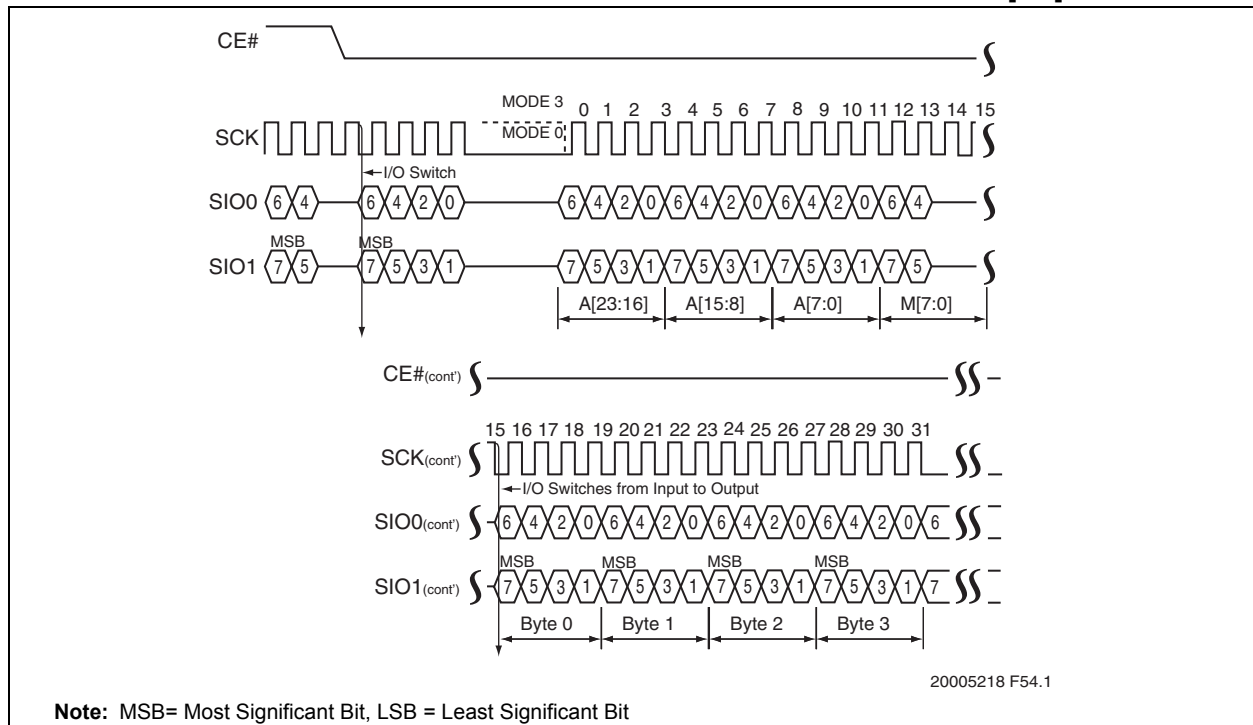 CE#
MODE 3
0 1 2 3 4 5 6 7 8 9 10 11 12 13 14 15
SCK
MODE 0
I/O Switch
SIO0 6 4 6 4 2 0 6 4 2 0 6 4 2 0 6 4 2 0 6 4
MSB MSB
SIO1 7 5 7 5 3 1 7 5 3 1 7 5 3 1 7 5 3 1 7 5
A[23:16] A[15:8] A[7:0] M[7:0]
CE#(cont')
15 16 17 18 19 20 21 22 23 24 25 26 27 28 29 30 31
SCK(cont')
I/O Switches from Input to Output
SIO0(cont') 6 4 2 0 6 4 2 0 6 4 2 0 6 4 2 0 6
MSB MSB MSB MSB
SIO1(cont') 7 5 3 1 7 5 3 1 7 5 3 1 7 5 3 1 7
Byte 0 Byte 1 Byte 2 Byte 3
20005218 F54.1
Note: MSB= Most Significant Bit, LSB = Least Significant Bit